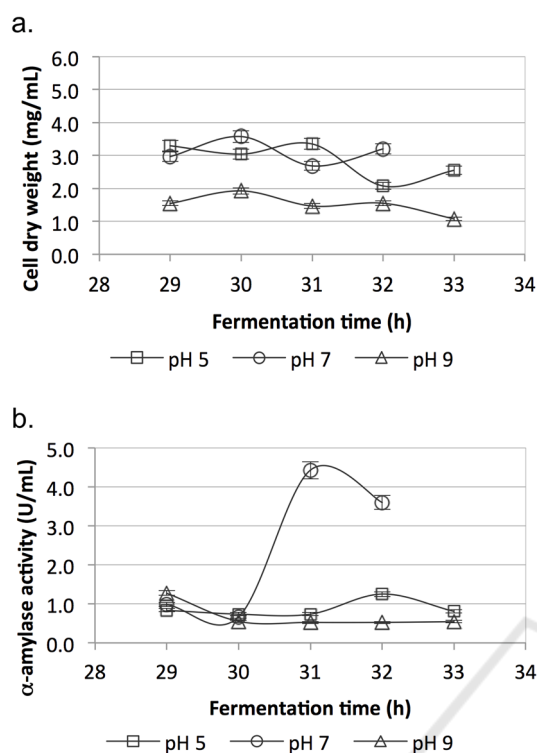 a.
Cell dry weight (mg/mL)
6.0
5.0
4.0
3.0
2.0
1.0
0.0
28 29 30 31 32 33 34
Fermentation time (h)
pH 5 pH 7 pH 9
b.
α-amylase activity (U/mL)
5.0
4.0
3.0
2.0
1.0
0.0
28 29 30 31 32 33 34
Fermentation time (h)
pH 5 pH 7 pH 9